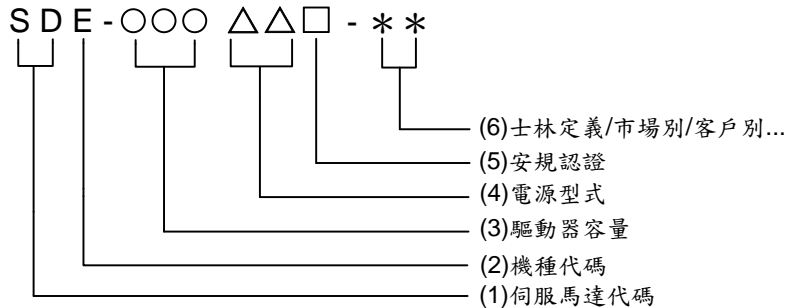 SDE-○○○ △△□ - ＊＊
(6)士林定義/市場別/客戶別...
(5)安規認證
(4)電源型式
(3)驅動器容量
(2)機種代碼
(1)伺服馬達代碼